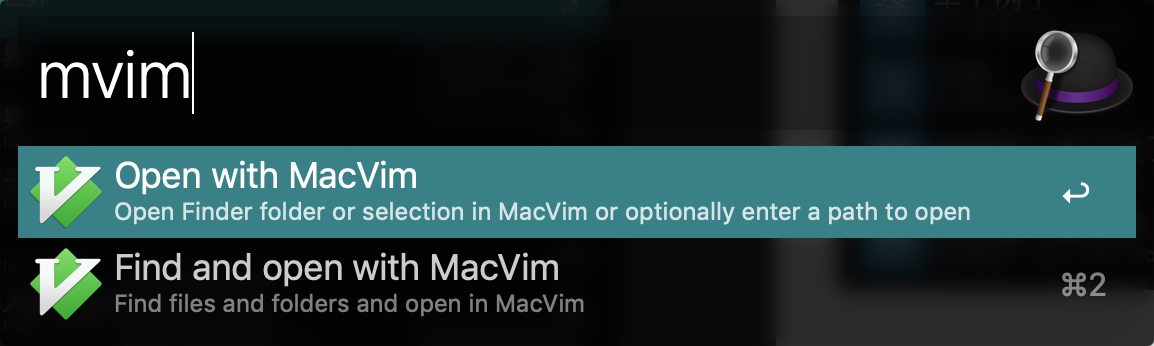 mvim
Open with MacVim
Open Finder folder or selection in MacVim or optionally enter a path to open
Find and open with MacVim
Find files and folders and open in MacVim
⌘2